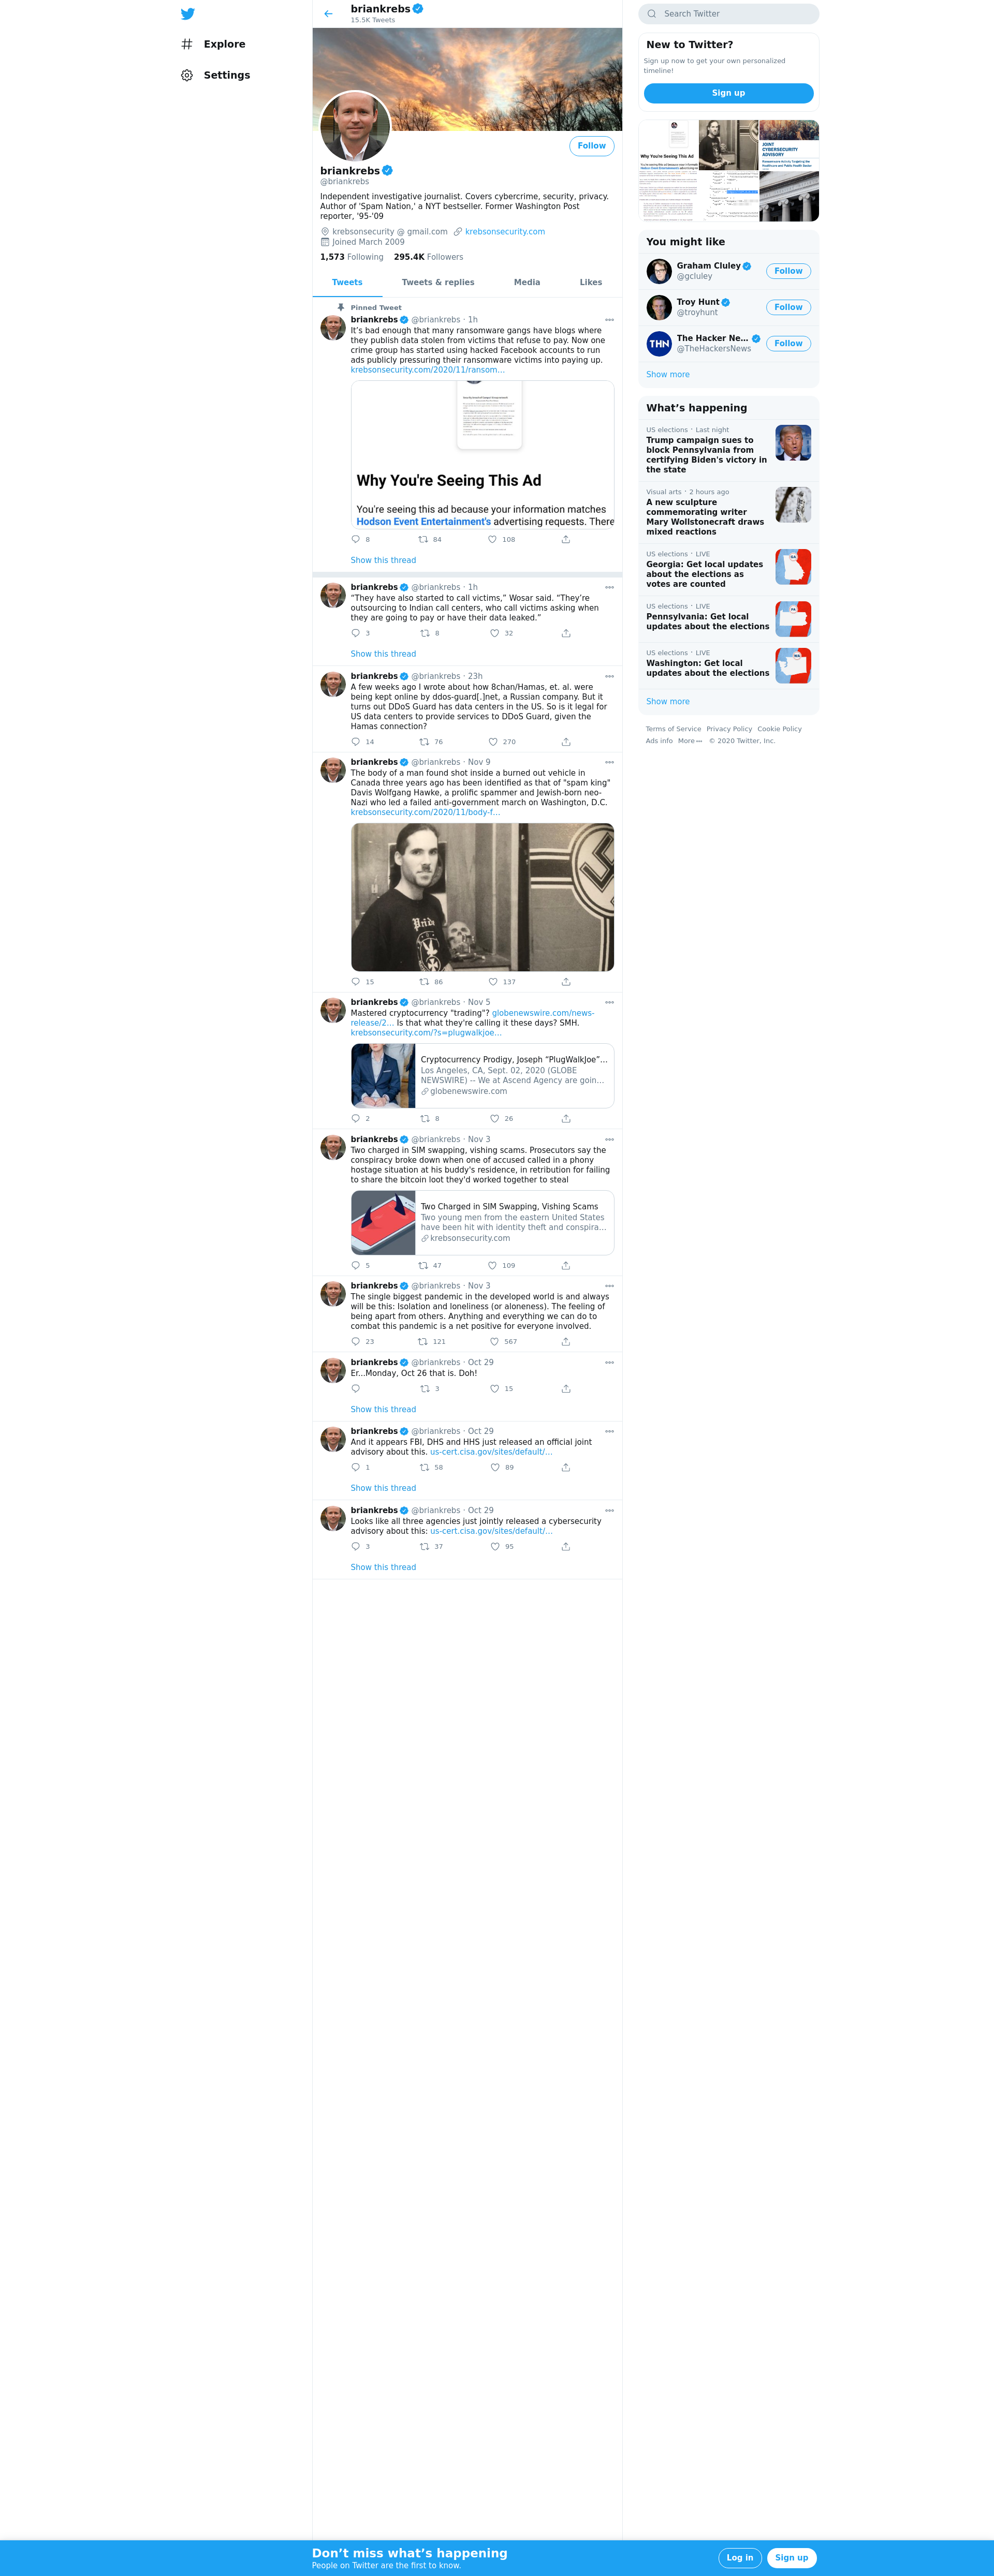 Explore
Settings
briankrebs
15.5K Tweets
Follow
briankrebs
@briankrebs
Independent investigative journalist. Covers cybercrime, security, privacy.
Author of 'Spam Nation,' a NYT bestseller. Former Washington Post
reporter, '95-'09
krebsonsecurity @ gmail.com krebsonsecurity.com
Joined March 2009
1,573 Following 295.4K Followers
Tweets Tweets & replies Media Likes
Pinned Tweet
briankrebs @briankrebs · 1h
It's bad enough that many ransomware gangs have blogs where
they publish data stolen from victims that refuse to pay. Now one
crime group has started using hacked Facebook accounts to run
ads publicly pressuring their ransomware victims into paying up.
krebsonsecurity.com/2020/11/ransom…
Why You're Seeing This Ad
You're seeing this ad because your information matches
Hodson Event Entertainment's advertising requests. There
8 84 108
Show this thread
briankrebs @briankrebs · 1h
“They have also started to call victims,” Wosar said. “They’re
outsourcing to Indian call centers, who call victims asking when
they are going to pay or have their data leaked.”
3 8 32
Show this thread
briankrebs @briankrebs · 23h
A few weeks ago I wrote about how 8chan/Hamas, et. al. were
being kept online by ddos-guard[.]net, a Russian company. But it
turns out DDoS Guard has data centers in the US. So is it legal for
US data centers to provide services to DDoS Guard, given the
Hamas connection?
14 76 270
briankrebs @briankrebs · Nov 9
The body of a man found shot inside a burned out vehicle in
Canada three years ago has been identified as that of "spam king"
Davis Wolfgang Hawke, a prolific spammer and Jewish-born neo-
Nazi who led a failed anti-government march on Washington, D.C.
krebsonsecurity.com/2020/11/body-f…
Pride
15 86 137
briankrebs @briankrebs · Nov 5
Mastered cryptocurrency "trading"? globenewswire.com/news-
release/2… Is that what they're calling it these days? SMH.
krebsonsecurity.com/?s=plugwalkjoe…
Cryptocurrency Prodigy, Joseph “PlugWalkJoe”…
Los Angeles, CA, Sept. 02, 2020 (GLOBE
NEWSWIRE) -- We at Ascend Agency are goin…
globenewswire.com
2 8 26
briankrebs @briankrebs · Nov 3
Two charged in SIM swapping, vishing scams. Prosecutors say the
conspiracy broke down when one of accused called in a phony
hostage situation at his buddy's residence, in retribution for failing
to share the bitcoin loot they'd worked together to steal
Two Charged in SIM Swapping, Vishing Scams
Two young men from the eastern United States
have been hit with identity theft and conspira…
krebsonsecurity.com
5 47 109
briankrebs @briankrebs · Nov 3
The single biggest pandemic in the developed world is and always
will be this: Isolation and loneliness (or aloneness). The feeling of
being apart from others. Anything and everything we can do to
combat this pandemic is a net positive for everyone involved.
23 121 567
briankrebs @briankrebs · Oct 29
Er...Monday, Oct 26 that is. Doh!
3 15
Show this thread
briankrebs @briankrebs · Oct 29
And it appears FBI, DHS and HHS just released an official joint
advisory about this. us-cert.cisa.gov/sites/default/…
1 58 89
Show this thread
briankrebs @briankrebs · Oct 29
Looks like all three agencies just jointly released a cybersecurity
advisory about this: us-cert.cisa.gov/sites/default/…
3 37 95
Show this thread
Search Twitter
New to Twitter?
Sign up now to get your own personalized
timeline!
Sign up
Why You're Seeing This Ad
JOINT
CYBERSECURITY
ADVISORY
You might like
Graham Cluley
@gcluley
Follow
Troy Hunt
@troyhunt
Follow
THN
The Hacker Ne…
@TheHackersNews
Follow
Show more
What’s happening
US elections · Last night
Trump campaign sues to
block Pennsylvania from
certifying Biden's victory in
the state
Visual arts · 2 hours ago
A new sculpture
commemorating writer
Mary Wollstonecraft draws
mixed reactions
US elections · LIVE
Georgia: Get local updates
about the elections as
votes are counted
US elections · LIVE
Pennsylvania: Get local
updates about the elections
US elections · LIVE
Washington: Get local
updates about the elections
Show more
Terms of Service Privacy Policy Cookie Policy
Ads info More © 2020 Twitter, Inc.
Don’t miss what’s happening
People on Twitter are the first to know.
Log in
Sign up